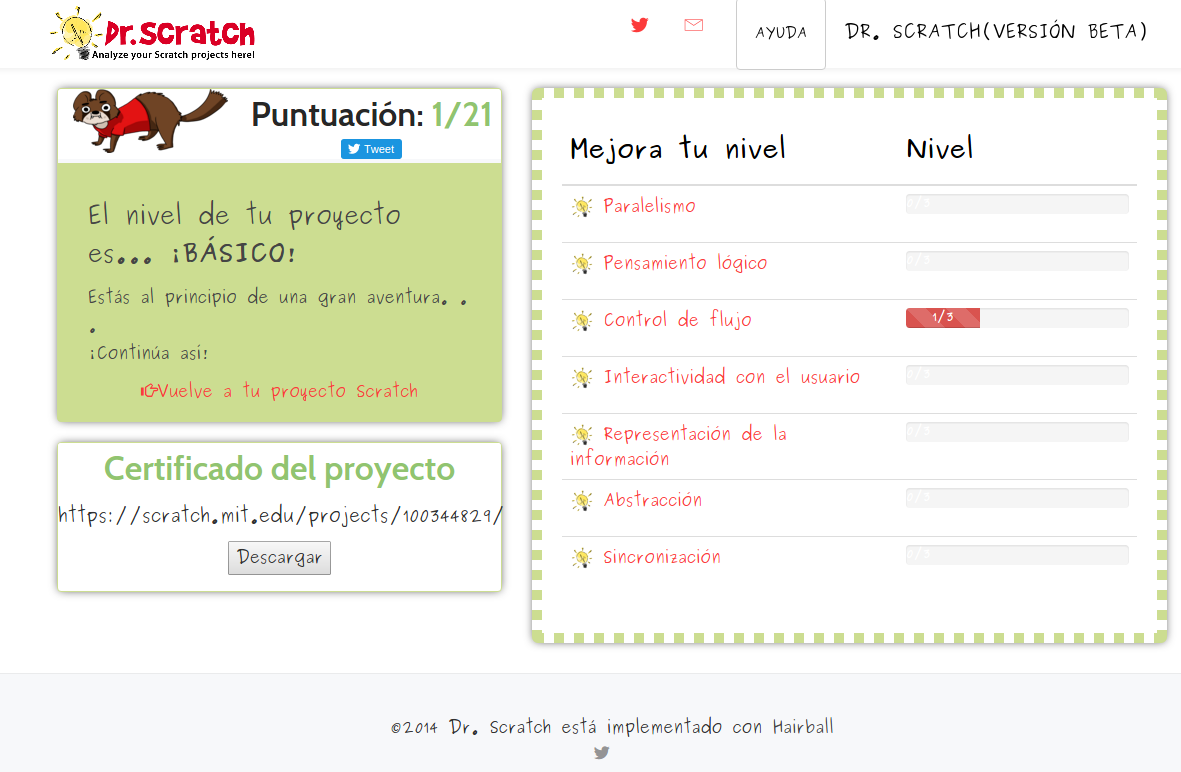 Dr.Scratch
Analyze your Scratch projects here!
AYUDA
DR. SCRATCH(VERSIÓN BETA)
Puntuación: 1/21
Tweet
El nivel de tu proyecto
es... ¡BÁSICO!
Estás al principio de una gran aventura. .
.
¡Continúa así!
Vuelve a tu proyecto Scratch
Certificado del proyecto
https://scratch.mit.edu/projects/100344829/
Descargar
Mejora tu nivel
Nivel
Paralelismo
0/3
Pensamiento lógico
0/3
Control de flujo
1/3
Interactividad con el usuario
0/3
Representación de la
información
0/3
Abstracción
0/3
Sincronización
0/3
©2014 Dr. Scratch está implementado con Hairball